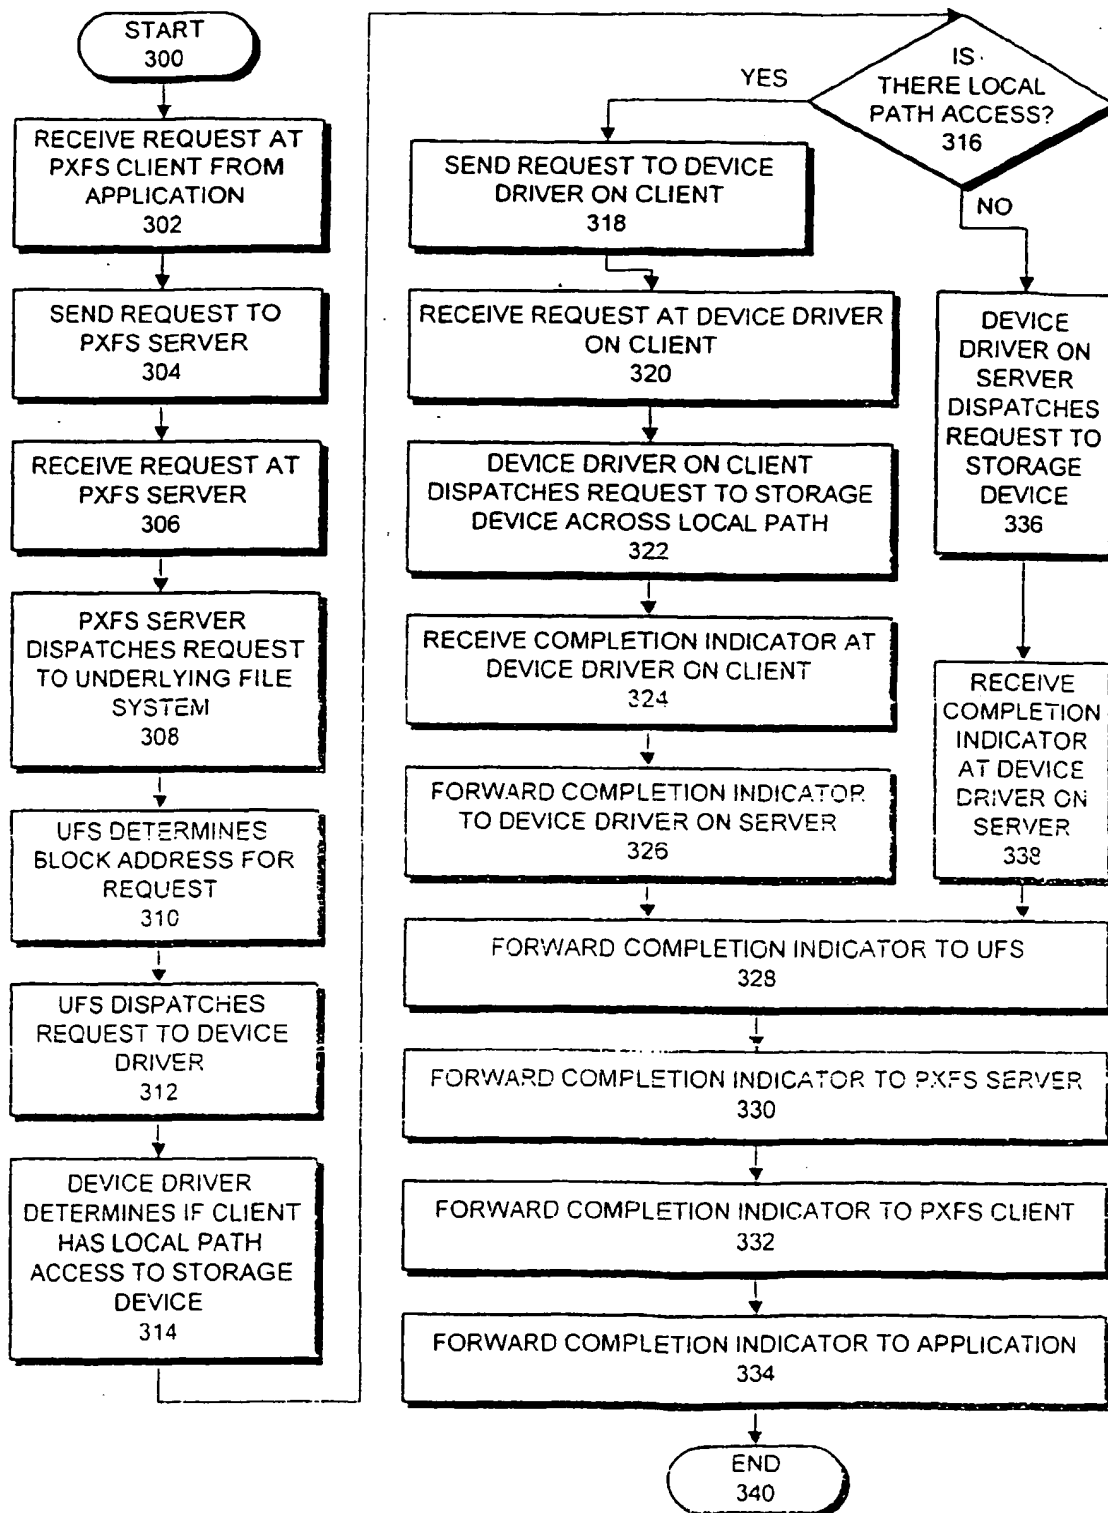 START
300
RECEIVE REQUEST AT
PXFS CLIENT FROM
APPLICATION
302
SEND REQUEST TO
PXFS SERVER
304
RECEIVE REQUEST AT
PXFS SERVER
306
PXFS SERVER
DISPATCHES REQUEST
TO UNDERLYING FILE
SYSTEM
308
UFS DETERMINES
BLOCK ADDRESS FOR
REQUEST
310
UFS DISPATCHES
REQUEST TO DEVICE
DRIVER
312
DEVICE DRIVER
DETERMINES IF CLIENT
HAS LOCAL PATH
ACCESS TO STORAGE
DEVICE
314
IS
THERE LOCAL
PATH ACCESS?
316
YES
NO
SEND REQUEST TO DEVICE
DRIVER ON CLIENT
318
RECEIVE REQUEST AT DEVICE DRIVER
ON CLIENT
320
DEVICE DRIVER ON CLIENT
DISPATCHES REQUEST TO STORAGE
DEVICE ACROSS LOCAL PATH
322
RECEIVE COMPLETION INDICATOR AT
DEVICE DRIVER ON CLIENT
324
FORWARD COMPLETION INDICATOR
TO DEVICE DRIVER ON SERVER
326
DEVICE
DRIVER ON
SERVER
DISPATCHES
REQUEST TO
STORAGE
DEVICE
336
RECEIVE
COMPLETION
INDICATOR
AT DEVICE
DRIVER ON
SERVER
338
FORWARD COMPLETION INDICATOR TO UFS
328
FORWARD COMPLETION INDICATOR TO PXFS SERVER
330
FORWARD COMPLETION INDICATOR TO PXFS CLIENT
332
FORWARD COMPLETION INDICATOR TO APPLICATION
334
END
340